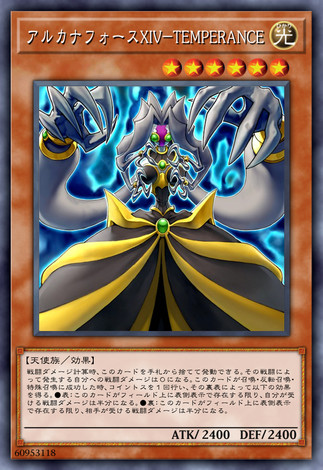 アルカナフォースXIV－TEMPERANCE
光
【天使族／効果】
戦闘ダメージ計算時、このカードを手札から捨てて発動できる。その戦闘によ
って発生する自分への戦闘ダメージは０になる。このカードが召喚・反転召喚・
特殊召喚に成功した時、コイントスを１回行い、その裏表によって以下の効果
を得る。●表：このカードがフィールド上に表側表示で存在する限り、自分が受
ける戦闘ダメージは半分になる。●裏：このカードがフィールド上に表側表示
で存在する限り、相手が受ける戦闘ダメージは半分になる。
ATK/ 2400 DEF/ 2400
60953118